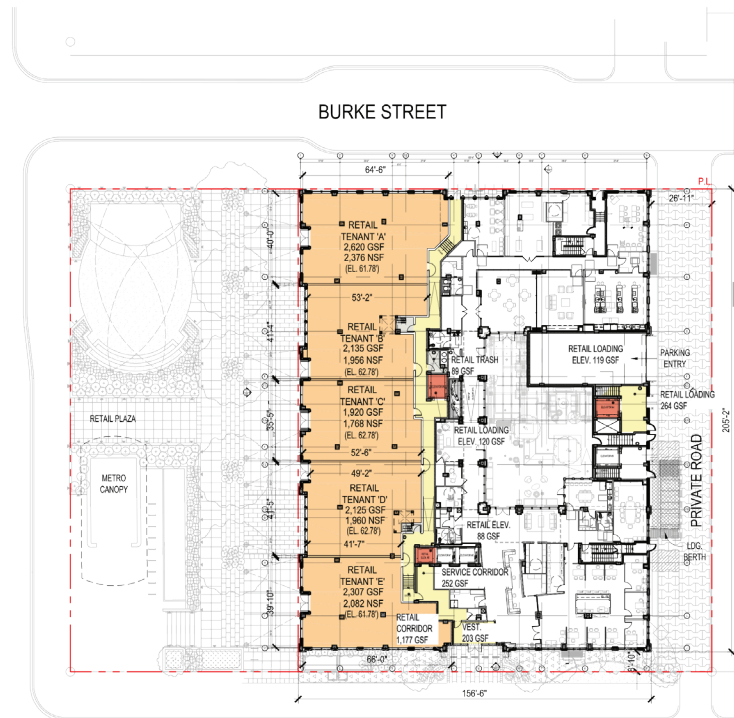 BURKE STREET
64'-6"
P.L.
26'-11"
40'-0"
RETAIL
TENANT 'A'
2,620 GSF
2,376 NSF
(EL. 61.78')
53'-2"
41'-4"
RETAIL
TENANT 'B'
2,135 GSF
1,956 NSF
(EL. 62.78')
RETAIL TRASH
89 GSF
RETAIL LOADING
ELEV. 119 GSF
PARKING
ENTRY
RETAIL LOADING
264 GSF
35'-5"
RETAIL
TENANT 'C'
1,920 GSF
1,768 NSF
(EL. 62.78')
52'-6"
RETAIL LOADING
ELEV. 120 GSF
RETAIL PLAZA
205'-2"
PRIVATE ROAD
METRO
CANOPY
49'-2"
41'-5"
RETAIL
TENANT 'D'
2,125 GSF
1,960 NSF
(EL. 62.78')
41'-7"
RETAIL ELEV.
88 GSF
LDG.
BERTH
39'-10"
RETAIL
TENANT 'E'
2,307 GSF
2,082 NSF
(EL. 61.78')
SERVICE CORRIDOR
252 GSF
RETAIL
CORRIDOR
1,177 GSF
VEST.
203 GSF
66'-0"
156'-6"